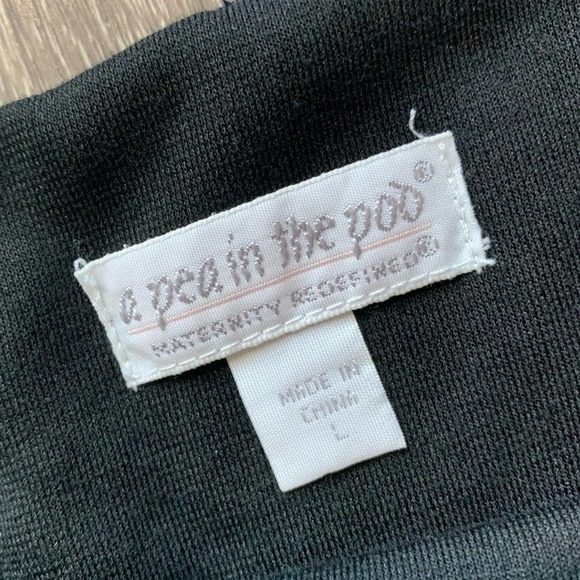 a pea in the pod®
MATERNITY REDEFINED®
MADE IN
CHINA
L